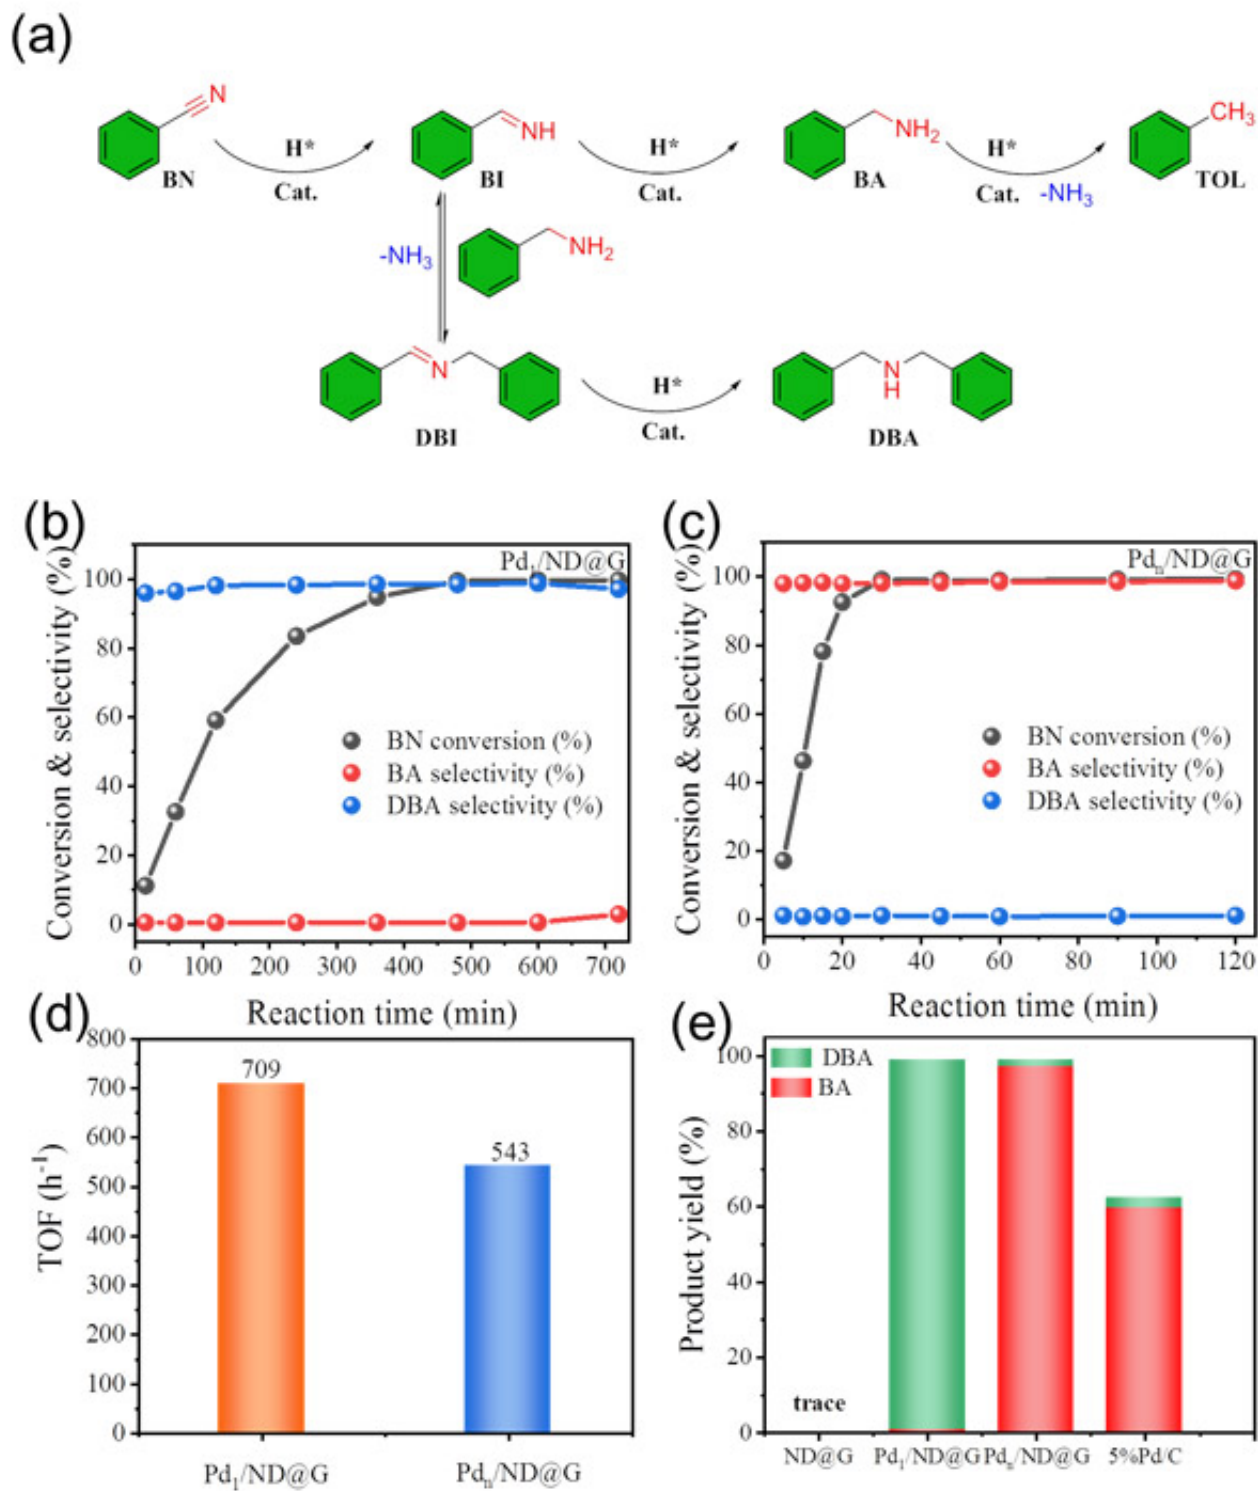 (a)
N
BN
H*
Cat.
NH
BI
H*
Cat.
NH₂
BA
H*
Cat. -NH₃
CH₃
TOL
-NH₃
NH₂
N
DBI
H*
Cat.
N
H
DBA
(b)
Pd₁/ND@G
Conversion & selectivity (%)
100
80
60
40
20
0
BN conversion (%)
BA selectivity (%)
DBA selectivity (%)
0 100 200 300 400 500 600 700
Reaction time (min)
(c)
Pdₙ/ND@G
Conversion & selectivity (%)
100
80
60
40
20
0
BN conversion (%)
BA selectivity (%)
DBA selectivity (%)
0 20 40 60 80 100 120
Reaction time (min)
(d)
TOF (h⁻¹)
800
700
600
500
400
300
200
100
0
709
543
Pd₁/ND@G Pdₙ/ND@G
(e)
Product yield (%)
100
80
60
40
20
0
DBA
BA
trace
ND@G Pd₁/ND@G Pdₙ/ND@G 5%Pd/C